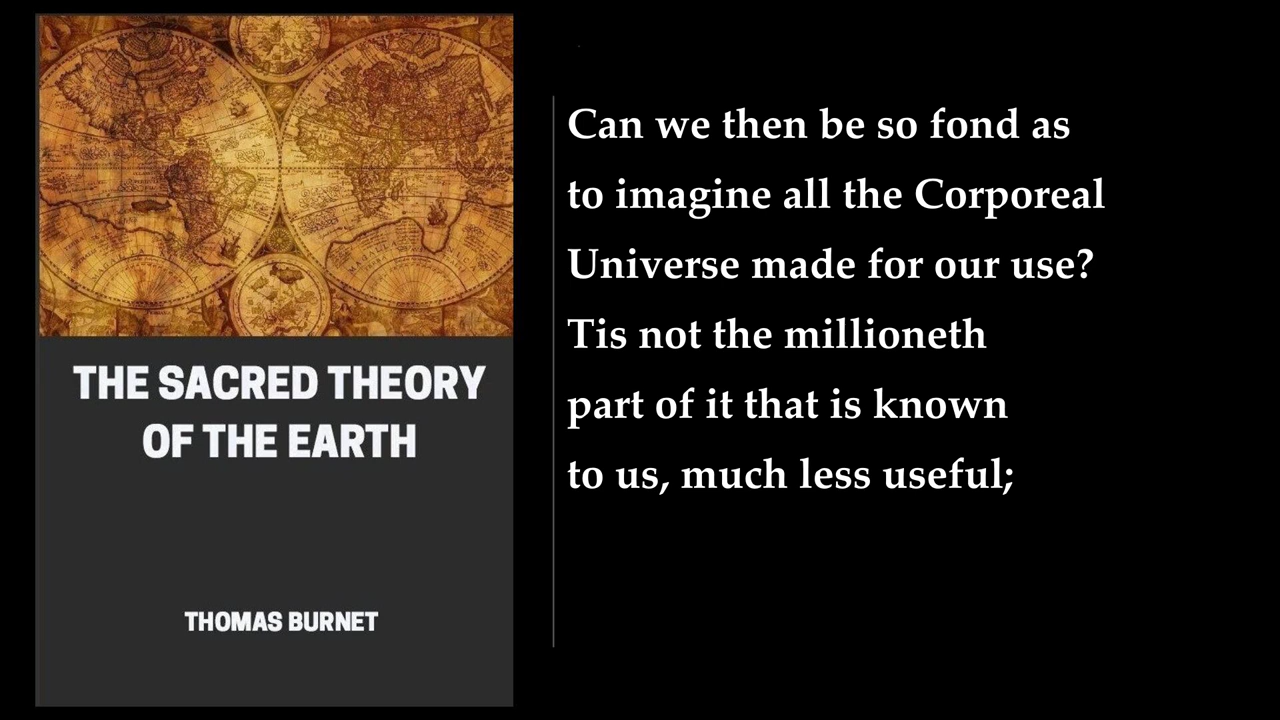 THE SACRED THEORY
OF THE EARTH
THOMAS BURNET
Can we then be so fond as
to imagine all the Corporeal
Universe made for our use?
Tis not the millioneth
part of it that is known
to us, much less useful;